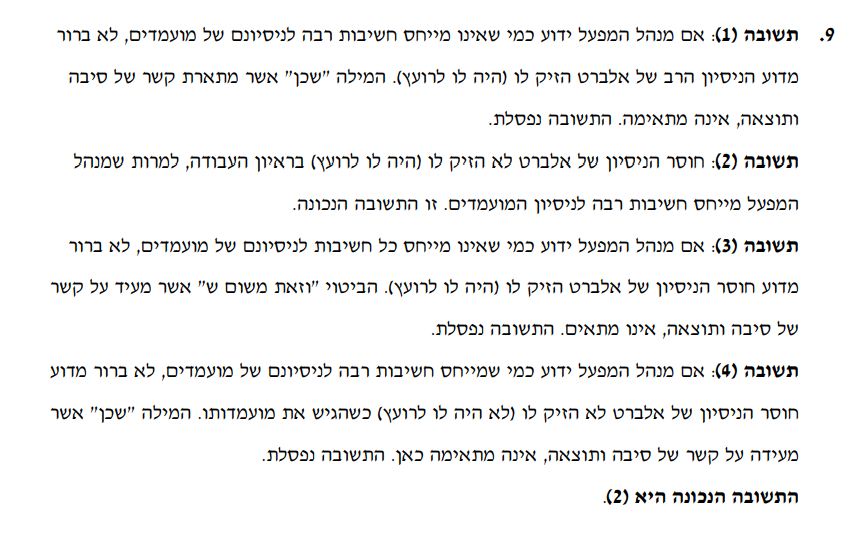 9. תשובה (1): אם מנהל המפעל ידוע כמי שאינו מייחס חשיבות רבה לניסיונם של מועמדים, לא ברור
מדוע הניסיון הרב של אלברט הזיק לו (היה לו לרועץ). המילה "שכן" אשר מתארת קשר של סיבה
ותוצאה, אינה מתאימה. התשובה נפסלת.
תשובה (2): חוסר הניסיון של אלברט לא הזיק לו (היה לו לרועץ) בראיון העבודה, למרות שמנהל
המפעל מייחס חשיבות רבה לניסיון המועמדים. זו התשובה הנכונה.
תשובה (3): אם מנהל המפעל ידוע כמי שאינו מייחס כל חשיבות לניסיונם של מועמדים, לא ברור
מדוע חוסר הניסיון של אלברט הזיק לו (היה לו לרועץ). הביטוי "וזאת משום ש" אשר מעיד על קשר
של סיבה ותוצאה, אינו מתאים. התשובה נפסלת.
תשובה (4): אם מנהל המפעל ידוע כמי שמייחס חשיבות רבה לניסיונם של מועמדים, לא ברור מדוע
חוסר הניסיון של אלברט לא הזיק לו (לא היה לו לרועץ) כשהגיש את מועמדותו. המילה "שכן" אשר
מעידה על קשר של סיבה ותוצאה, אינה מתאימה כאן. התשובה נפסלת.
התשובה הנכונה היא (2).